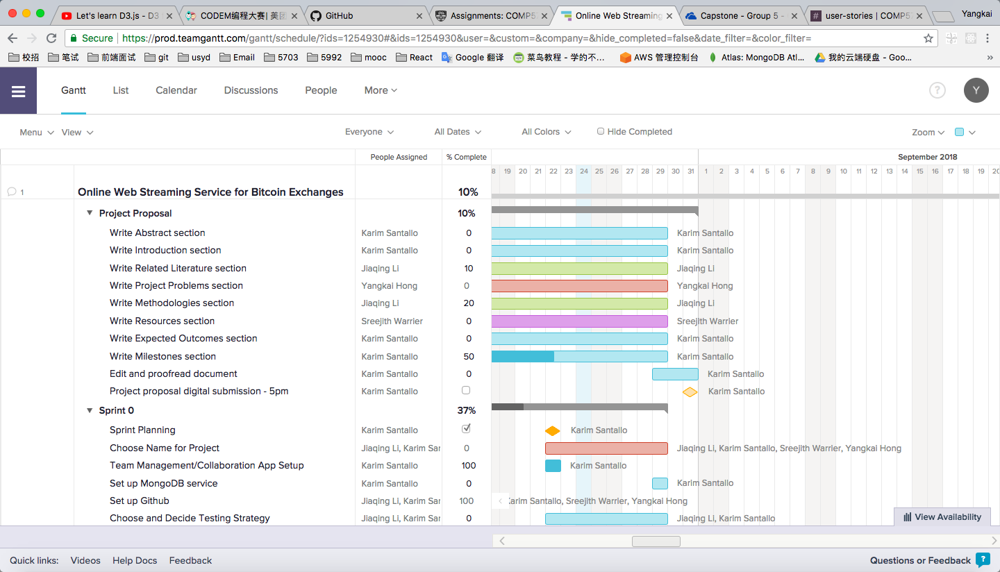 Let's learn D3.js - D3
CODEM编程大赛| 美团
GitHub
Assignments: COMP5
Online Web Streaming
Capstone - Group 5 -
user-stories | COMP5
Yangkai
Secure
https://prod.teamgantt.com/gantt/schedule/?ids=1254930#&ids=1254930&user=&custom=&company=&hide_completed=false&date_filter=&color_filter=
校招 笔试 前端面试 git usyd Email 5703 5992 mooc React Google 翻译 菜鸟教程 - 学的不... AWS 管理控制台 Atlas: MongoDB Atl... 我的云端硬盘 - Goo... »
Gantt List Calendar Discussions People More ? Y
Menu View Everyone All Dates All Colors Hide Completed Zoom
People Assigned % Complete September 2018
8 19 20 21 22 23 24 25 26 27 28 29 30 31 1 2 3 4 5 6 7 8 9 10 11 12 13 14 15 16 17 18 19 20
1 Online Web Streaming Service for Bitcoin Exchanges 10%
Project Proposal 10%
Write Abstract section Karim Santallo 0 Karim Santallo
Write Introduction section Karim Santallo 0 Karim Santallo
Write Related Literature section Jiaqing Li 10 Jiaqing Li
Write Project Problems section Yangkai Hong 0 Yangkai Hong
Write Methodologies section Jiaqing Li 20 Jiaqing Li
Write Resources section Sreejith Warrier 0 Sreejith Warrier
Write Expected Outcomes section Karim Santallo 0 Karim Santallo
Write Milestones section Karim Santallo 50 Karim Santallo
Edit and proofread document Karim Santallo 0 Karim Santallo
Project proposal digital submission - 5pm Karim Santallo Karim Santallo
Sprint 0 37%
Sprint Planning Karim Santallo Karim Santallo
Choose Name for Project Jiaqing Li, Karim Sar 0 Jiaqing Li, Karim Santallo, Sreejith Warrier, Yangkai Hong
Team Management/Collaboration App Setup Karim Santallo 100 Karim Santallo
Set up MongoDB service Karim Santallo 0 Karim Santallo
Set up Github Jiaqing Li, Karim Sar 100 Karim Santallo, Sreejith Warrier, Yangkai Hong
Choose and Decide Testing Strategy Jiaqing Li, Karim Sar 0 Jiaqing Li, Karim Santallo
View Availability
Quick links: Videos Help Docs Feedback Questions or Feedback ?